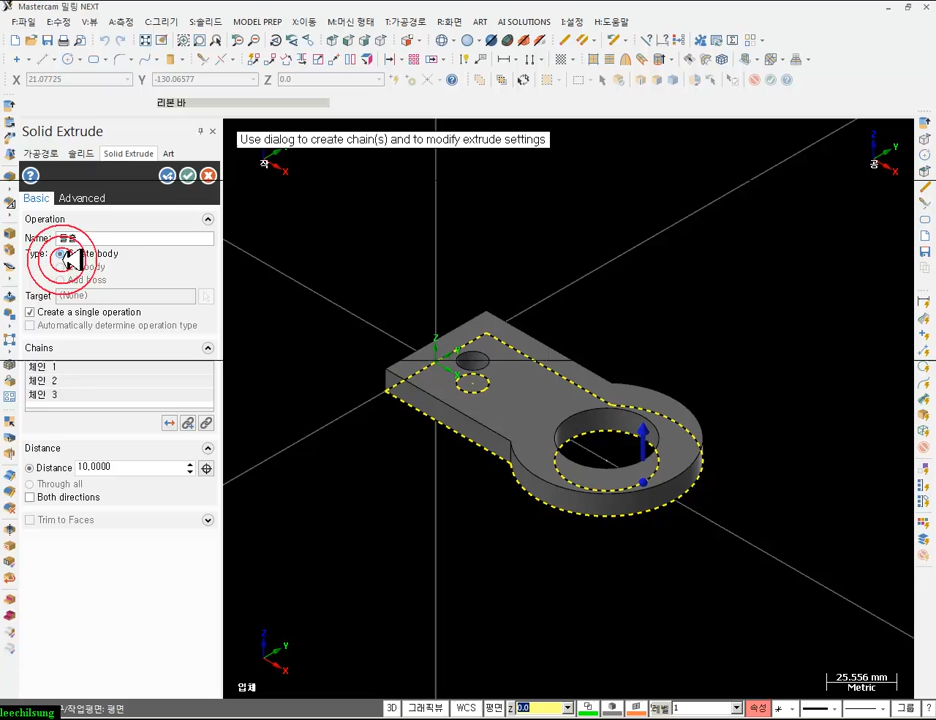 Mastercam 밀링 NEXT
F:파일 E:수정 V:뷰 A:측정 C:그리기 S:솔리드 MODEL PREP X:이동 M:머신 형태 T:가공경로 R:화면 ART AI SOLUTIONS I:설정 H:도움말
X 21.07725 Y -130.06577 Z 0.0
리본 바
Solid Extrude
Use dialog to create chain(s) and to modify extrude settings
가공경로 솔리드 Solid Extrude Art
Z Y X 작
Z Y X 공
Basic Advanced
Operation
Name: 돌출
Type: body
body
Add boss
Target (None)
Create a single operation
Automatically determine operation type
Chains
체인 1
체인 2
체인 3
Distance
Distance 10,0000
Through all
Both directions
Trim to Faces
Z
Z Y X
입체
25.556 mm
Metric
leechilsung /작업평면: 평면 3D 그래픽뷰 WCS 평면 Z 0.0 레벨 1 속성 그룹 ?